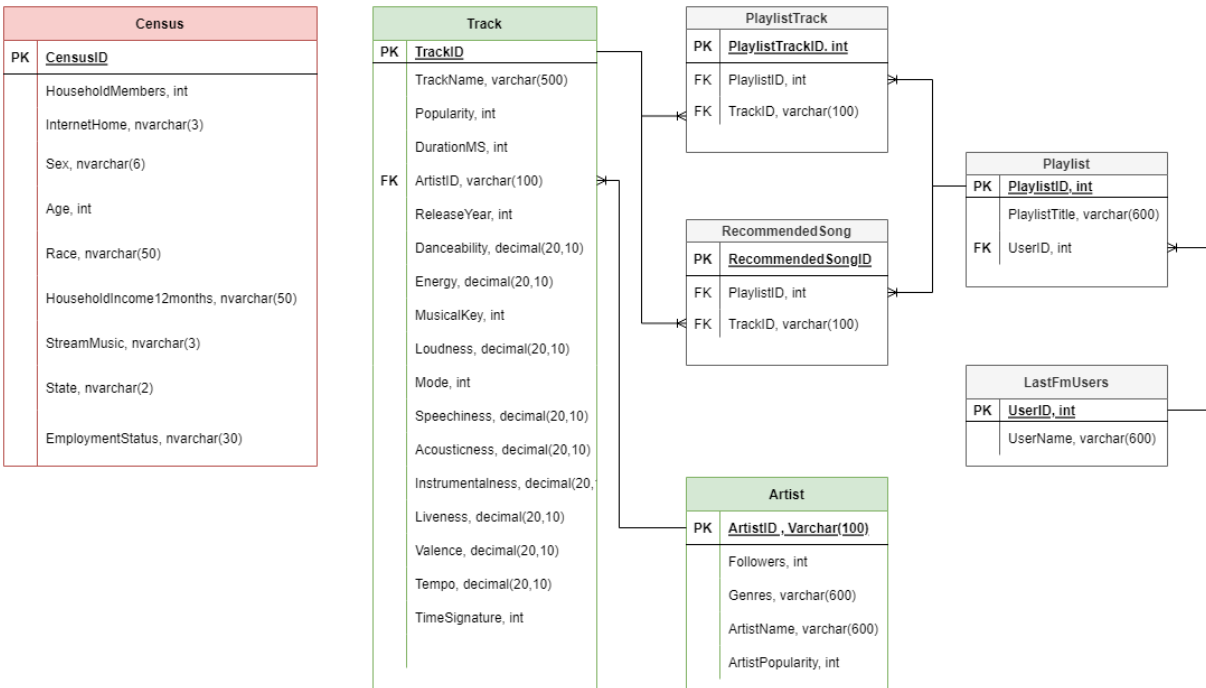 Census
PK CensusID
HouseholdMembers, int
InternetHome, nvarchar(3)
Sex, nvarchar(6)
Age, int
Race, nvarchar(50)
HouseholdIncome12months, nvarchar(50)
StreamMusic, nvarchar(3)
State, nvarchar(2)
EmploymentStatus, nvarchar(30)
Track
PK TrackID
TrackName, varchar(500)
Popularity, int
DurationMS, int
FK ArtistID, varchar(100)
ReleaseYear, int
Danceability, decimal(20,10)
Energy, decimal(20,10)
MusicalKey, int
Loudness, decimal(20,10)
Mode, int
Speechiness, decimal(20,10)
Acousticness, decimal(20,10)
Instrumentalness, decimal(20,
Liveness, decimal(20,10)
Valence, decimal(20,10)
Tempo, decimal(20,10)
TimeSignature, int
PlaylistTrack
PK PlaylistTrackID. int
FK PlaylistID, int
FK TrackID, varchar(100)
RecommendedSong
PK RecommendedSongID
FK PlaylistID, int
FK TrackID, varchar(100)
Artist
PK ArtistID , Varchar(100)
Followers, int
Genres, varchar(600)
ArtistName, varchar(600)
ArtistPopularity, int
Playlist
PK PlaylistID, int
PlaylistTitle, varchar(600)
FK UserID, int
LastFmUsers
PK UserID, int
UserName, varchar(600)